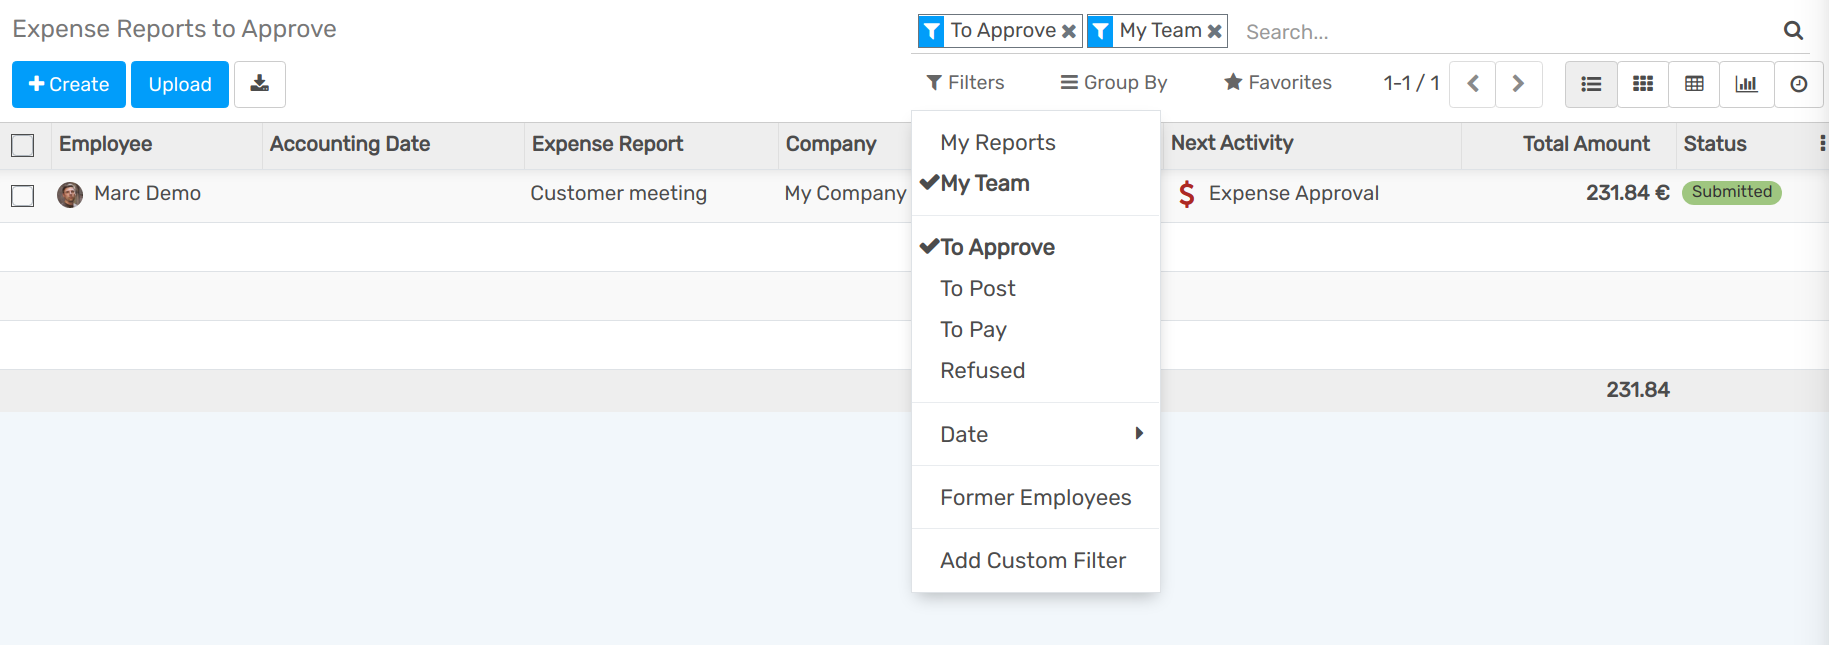 Expense Reports to Approve
To Approve My Team Search...
Create Upload
Filters Group By Favorites 1-1 / 1
Employee Accounting Date Expense Report Company Next Activity Total Amount Status
Marc Demo Customer meeting My Company $ Expense Approval 231.84 € Submitted
My Reports
My Team
To Approve
To Post
To Pay
Refused
231.84
Date
Former Employees
Add Custom Filter